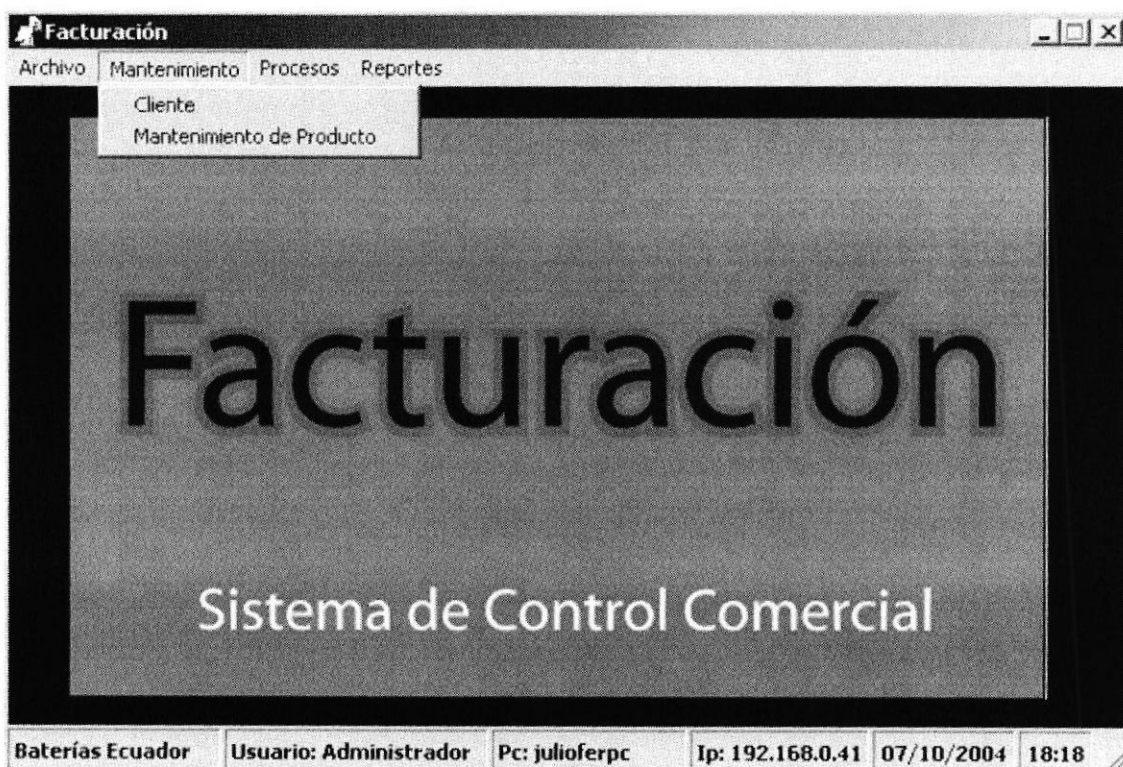 Facturación
Archivo Mantenimiento Procesos Reportes
Cliente
Mantenimiento de Producto
Facturación
Sistema de Control Comercial
Baterías Ecuador Usuario: Administrador Pc: julioferpc Ip: 192.168.0.41 07/10/2004 18:18